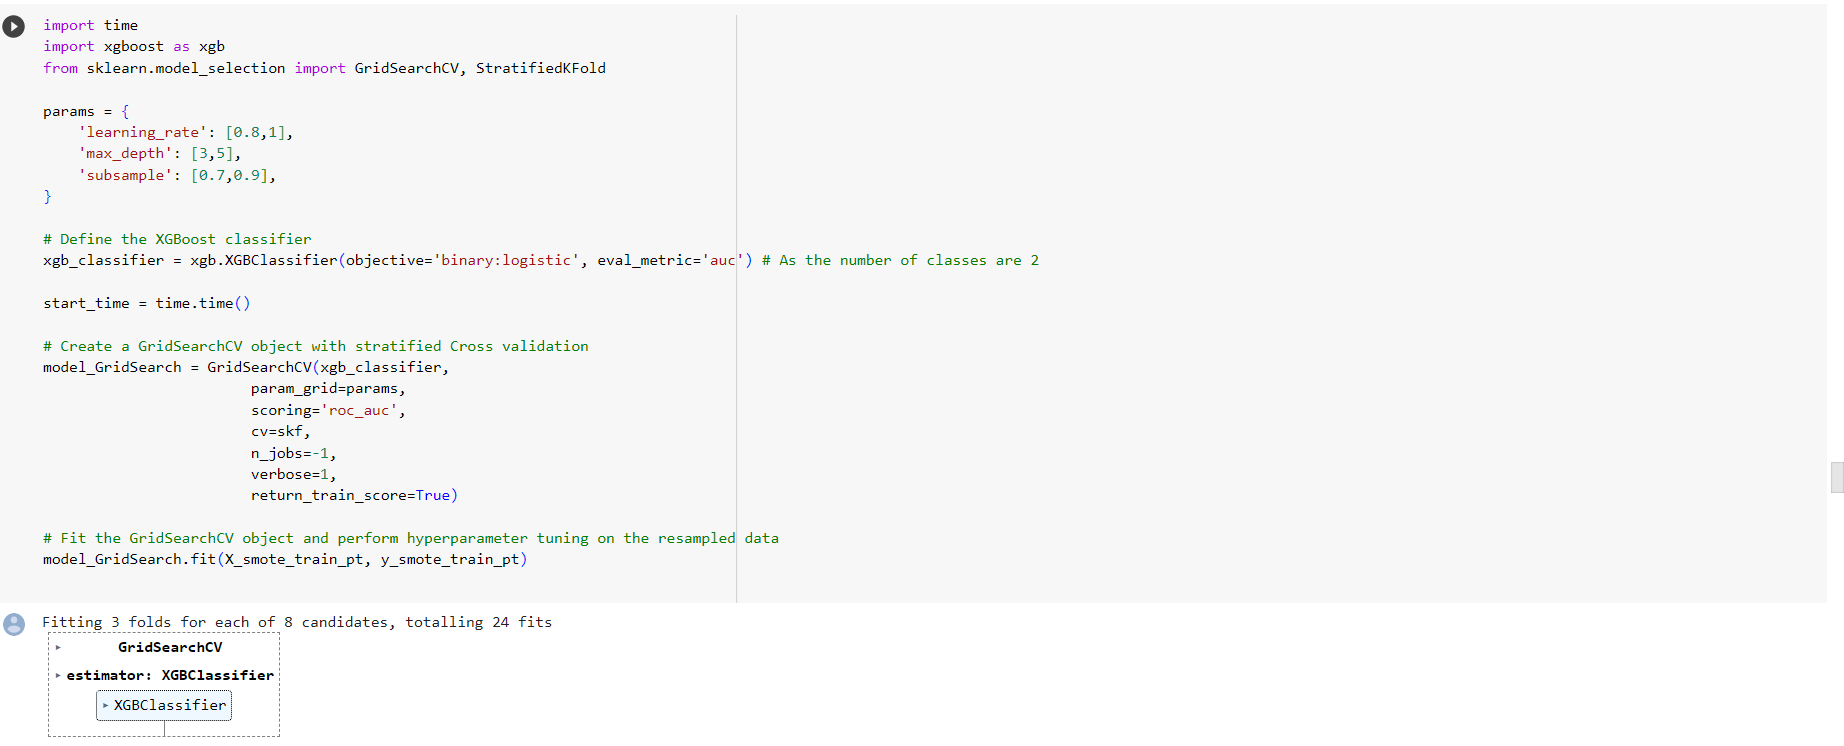 import time
import xgboost as xgb
from sklearn.model_selection import GridSearchCV, StratifiedKFold
params = {
    'learning_rate': [0.8,1],
    'max_depth': [3,5],
    'subsample': [0.7,0.9],
}
# Define the XGBoost classifier
xgb_classifier = xgb.XGBClassifier(objective='binary:logistic', eval_metric='auc') # As the number of classes are 2
start_time = time.time()
# Create a GridSearchCV object with stratified Cross validation
model_GridSearch = GridSearchCV(xgb_classifier,
                        param_grid=params,
                        scoring='roc_auc',
                        cv=skf,
                        n_jobs=-1,
                        verbose=1,
                        return_train_score=True)
# Fit the GridSearchCV object and perform hyperparameter tuning on the resampled data
model_GridSearch.fit(X_smote_train_pt, y_smote_train_pt)
Fitting 3 folds for each of 8 candidates, totalling 24 fits
GridSearchCV
estimator: XGBClassifier
XGBClassifier